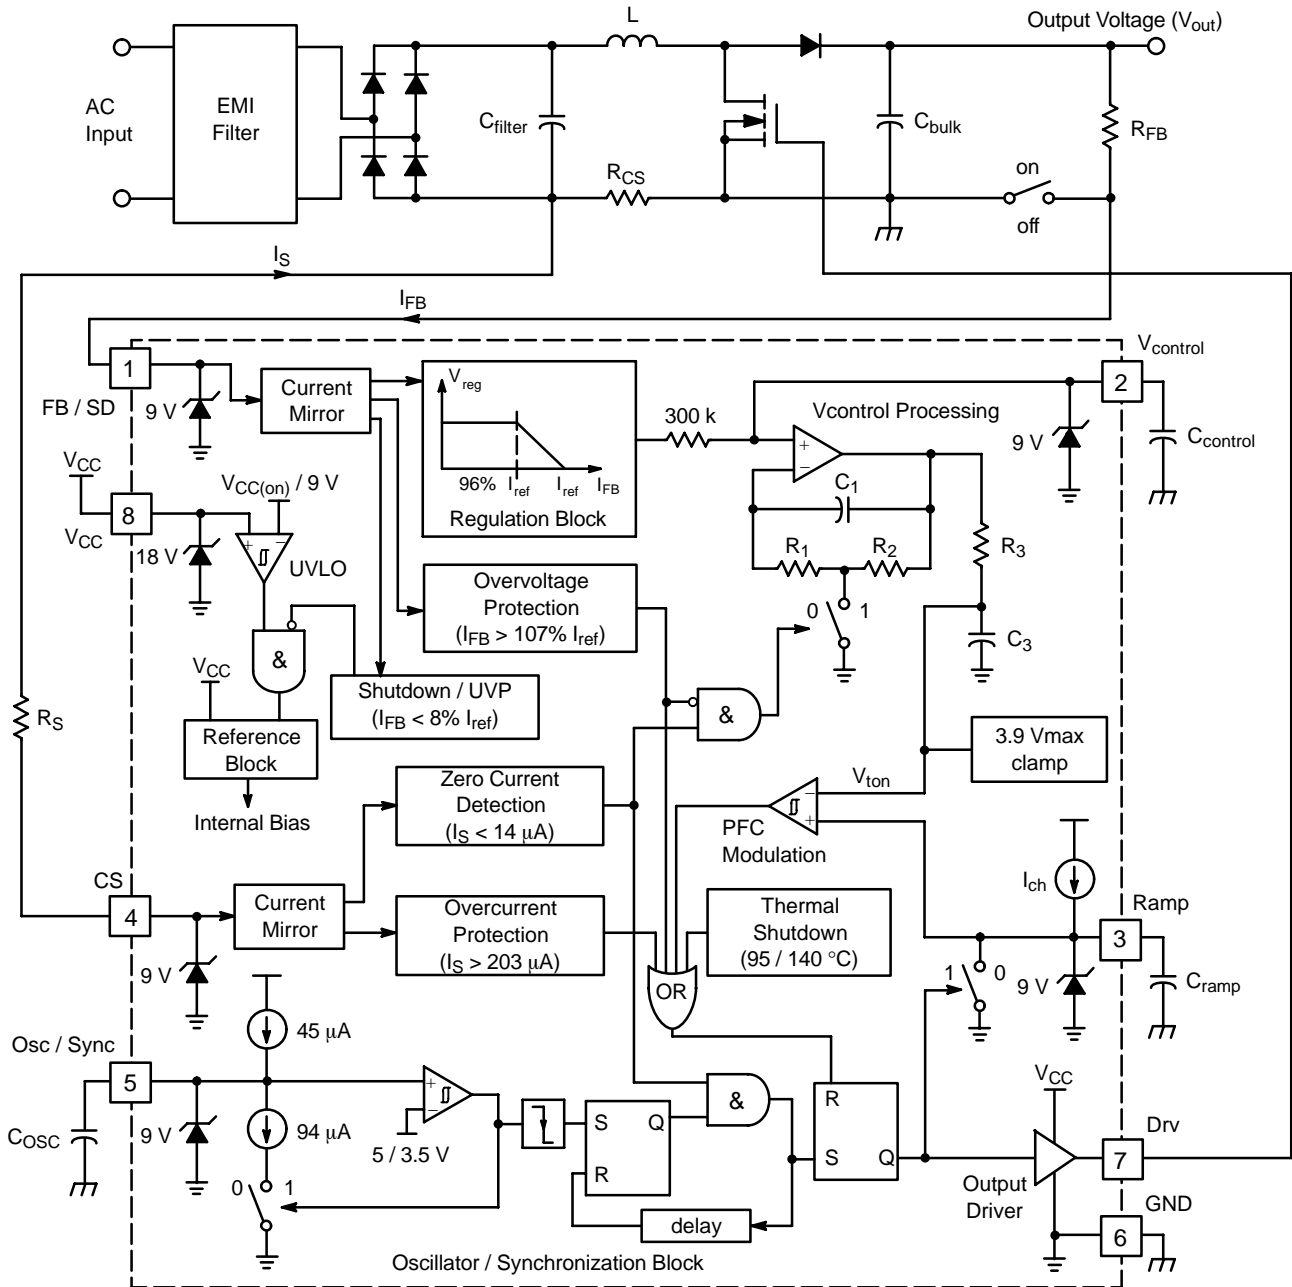 L
Output Voltage (Vout)
AC
Input
EMI
Filter
Cfilter
Cbulk
RFB
RCS
on
off
IS
IFB
1
FB / SD
9 V
Current
Mirror
Vreg
96%
Iref
Iref
IFB
Regulation Block
300 k
Vcontrol Processing
+
−
C1
R1
R2
R3
0
1
C3
Vcontrol
2
9 V
Ccontrol
VCC
8
VCC
18 V
VCC(on) / 9 V
+
−
UVLO
&
VCC
Reference
Block
Internal Bias
Overvoltage
Protection
(IFB > 107% Iref)
Shutdown / UVP
(IFB < 8% Iref)
&
3.9 Vmax
clamp
RS
Zero Current
Detection
(IS < 14 μA)
Vton
−
+
PFC
Modulation
CS
4
9 V
Current
Mirror
Overcurrent
Protection
(IS > 203 μA)
Thermal
Shutdown
(95 / 140 °C)
OR
Ich
Ramp
3
1
0
9 V
Cramp
45 μA
Osc / Sync
5
COSC
9 V
94 μA
0
1
+
−
5 / 3.5 V
S
Q
R
&
delay
R
S
Q
VCC
Output
Driver
Drv
7
GND
6
Oscillator / Synchronization Block